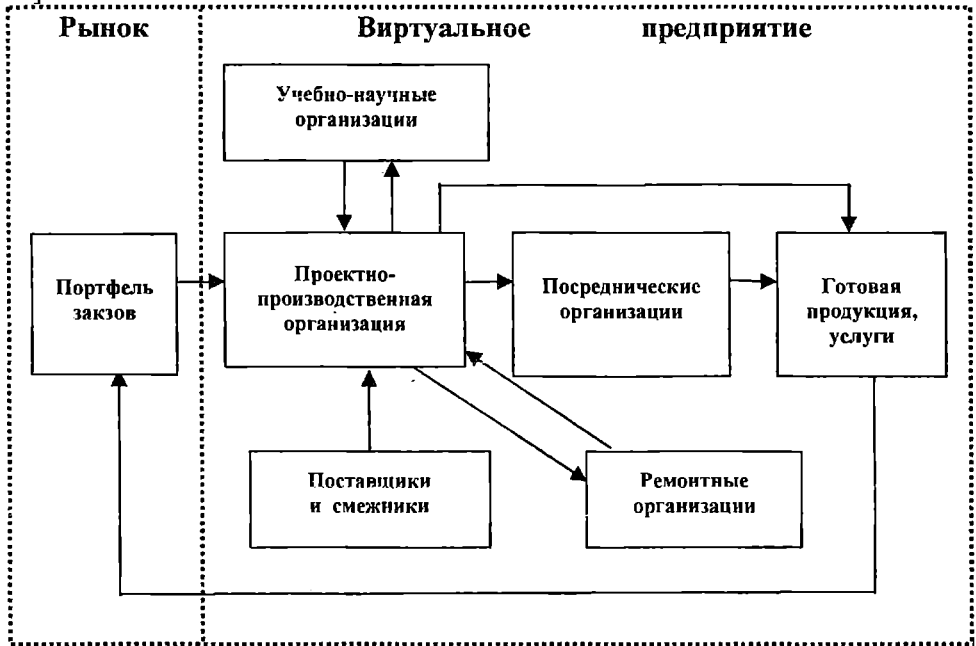 Рынок
Виртуальное предприятие
Учебно-научные
организации
Портфель
закзов
Проектно-
производственная
организация
Посреднические
организации
Готовая
продукция,
услуги
Поставщики
и смежники
Ремонтные
организации